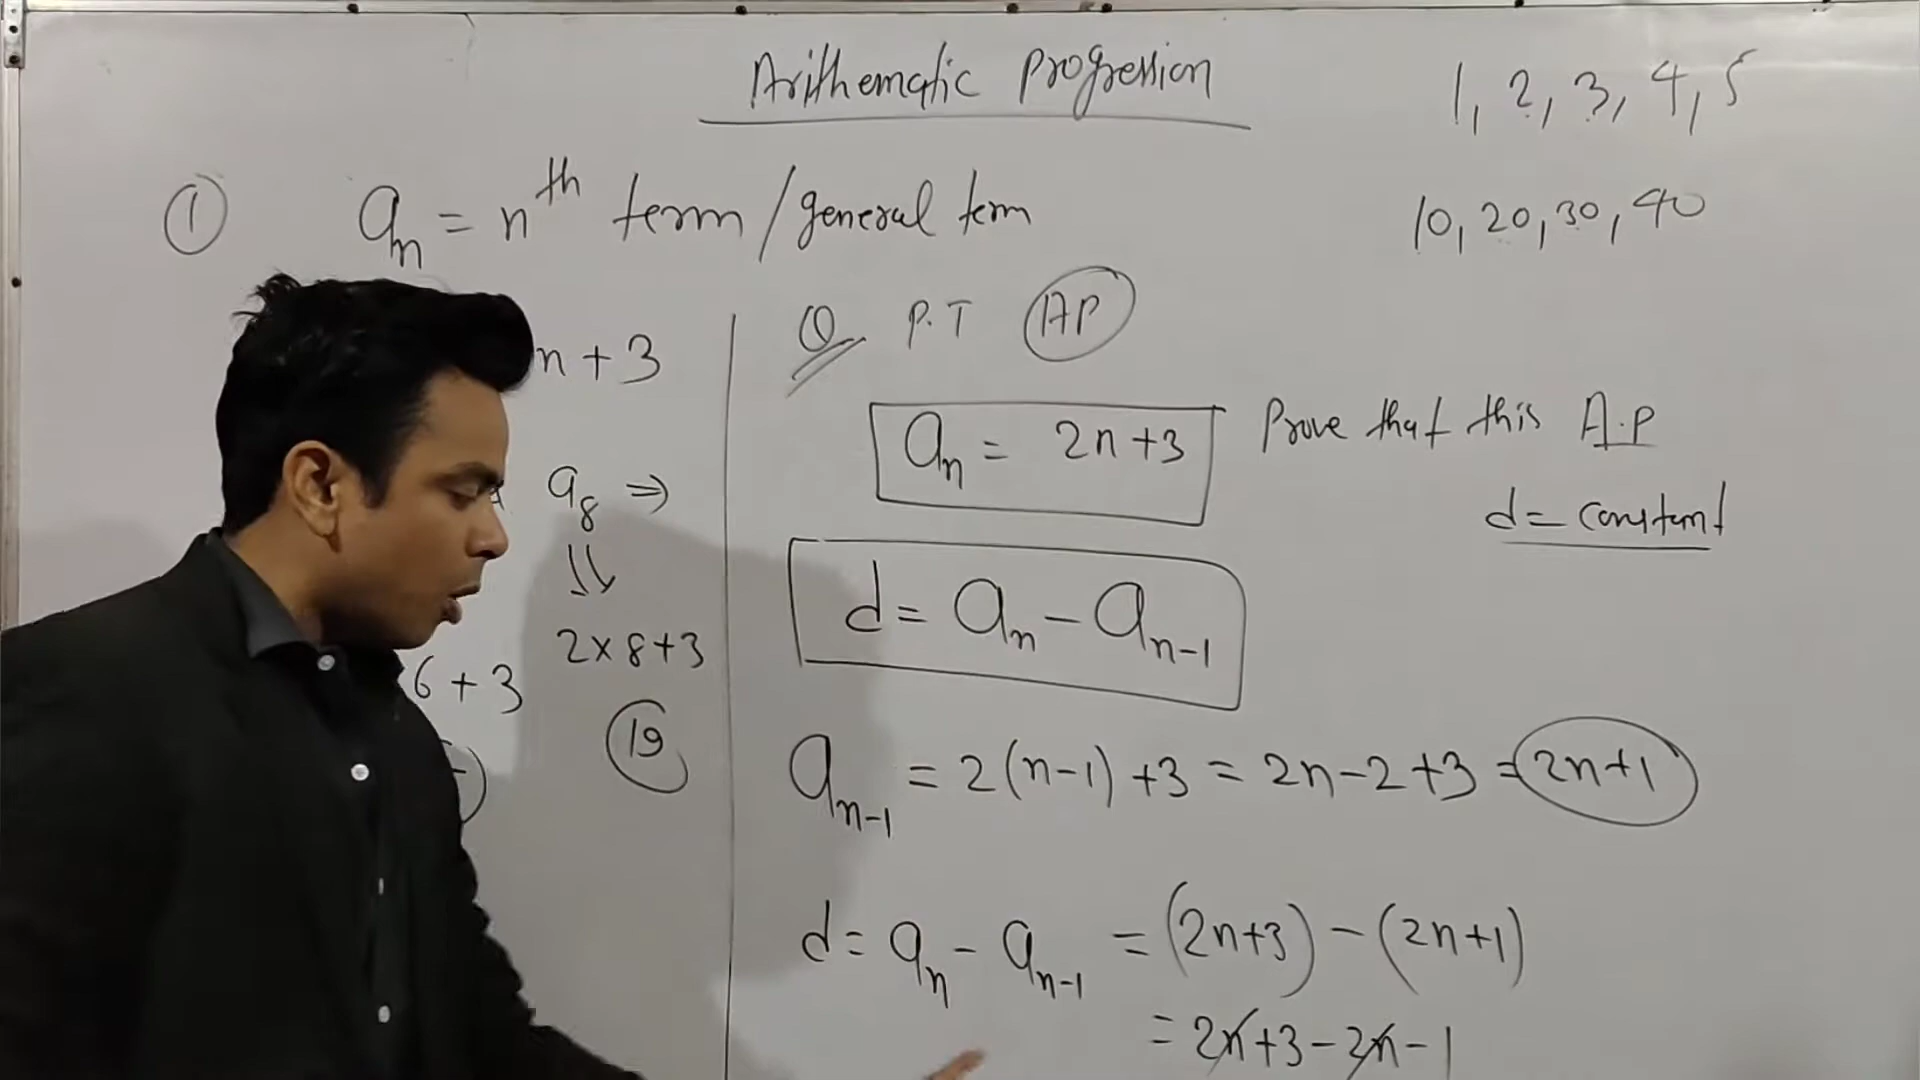 Arithematic Progression
1, 2, 3, 4, 5
10, 20, 30, 40
① aₙ = nᵗʰ term / general term
n + 3
a₈ ⇒
2 × 8 + 3
6 + 3
19
Q P.T AP
aₙ = 2n+3 Prove that this A.P
d = constant
d = aₙ − aₙ₋₁
aₙ₋₁ = 2(n−1) + 3 = 2n − 2 + 3 = 2n+1
d = aₙ − aₙ₋₁ = (2n+3) − (2n+1)
= 2n + 3 − 2n − 1